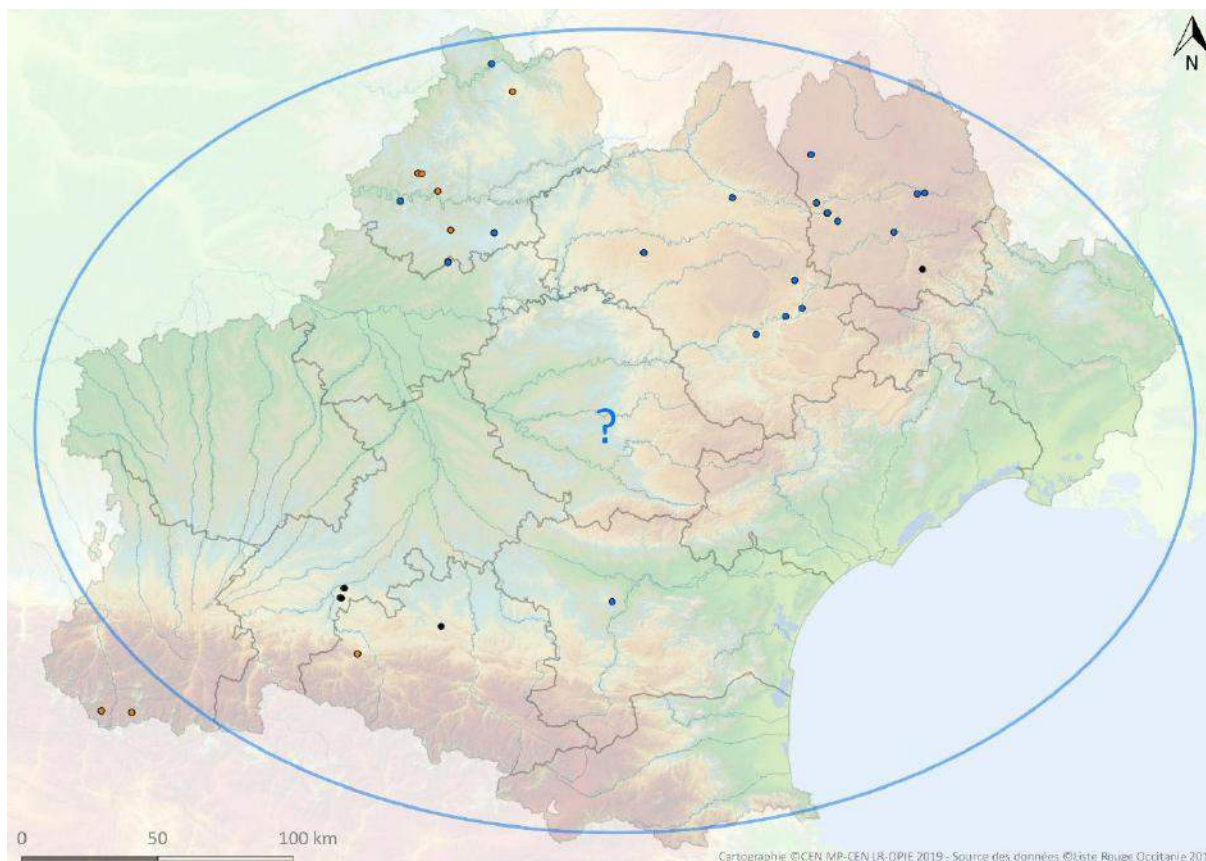 N
?
0 50 100 km
Cartographie ©CEN MP-CEN LR-OPIE 2019 - Source des données ©Liste Rouge Occitanie 201